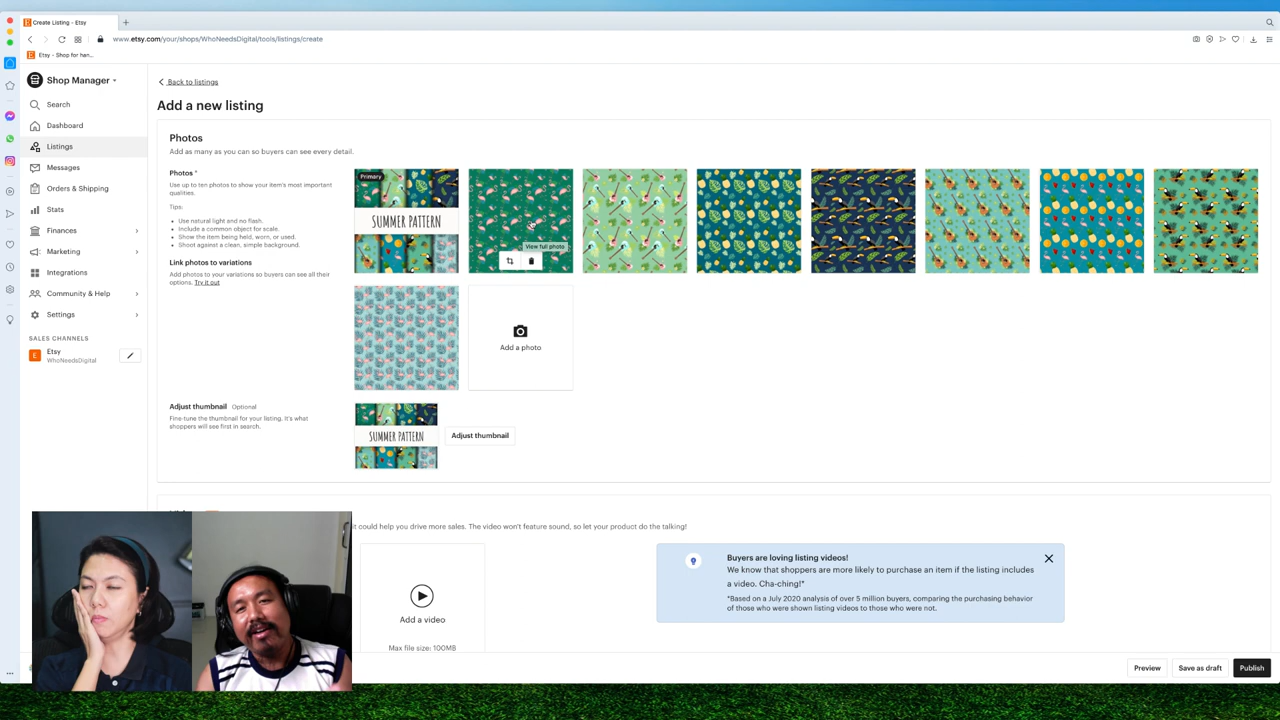 Create Listing - Etsy
www.etsy.com/your/shops/WhoNeedsDigital/tools/listings/create
Etsy - Shop for han...
Shop Manager
Search
Dashboard
Listings
Messages
Orders & Shipping
Stats
Finances
Marketing
Integrations
Community & Help
Settings
SALES CHANNELS
E
Etsy
WhoNeedsDigital
Back to listings
Add a new listing
Photos
Add as many as you can so buyers can see every detail.
Photos *
Use up to ten photos to show your item's most important
qualities.
Tips:
• Use natural light and no flash.
• Include a common object for scale.
• Show the item being held, worn, or used.
• Shoot against a clean, simple background.
Link photos to variations
Add photos to your variations so buyers can see all their
options. Try it out
Primary
SUMMER PATTERN
View full photo
Add a photo
Adjust thumbnail Optional
Fine-tune the thumbnail for your listing. It's what
shoppers will see first in search.
SUMMER PATTERN
Adjust thumbnail
it could help you drive more sales. The video won't feature sound, so let your product do the talking!
Add a video
Max file size: 100MB
Buyers are loving listing videos!
We know that shoppers are more likely to purchase an item if the listing includes
a video. Cha-ching!*
*Based on a July 2020 analysis of over 5 million buyers, comparing the purchasing behavior
of those who were shown listing videos to those who were not.
Preview
Save as draft
Publish